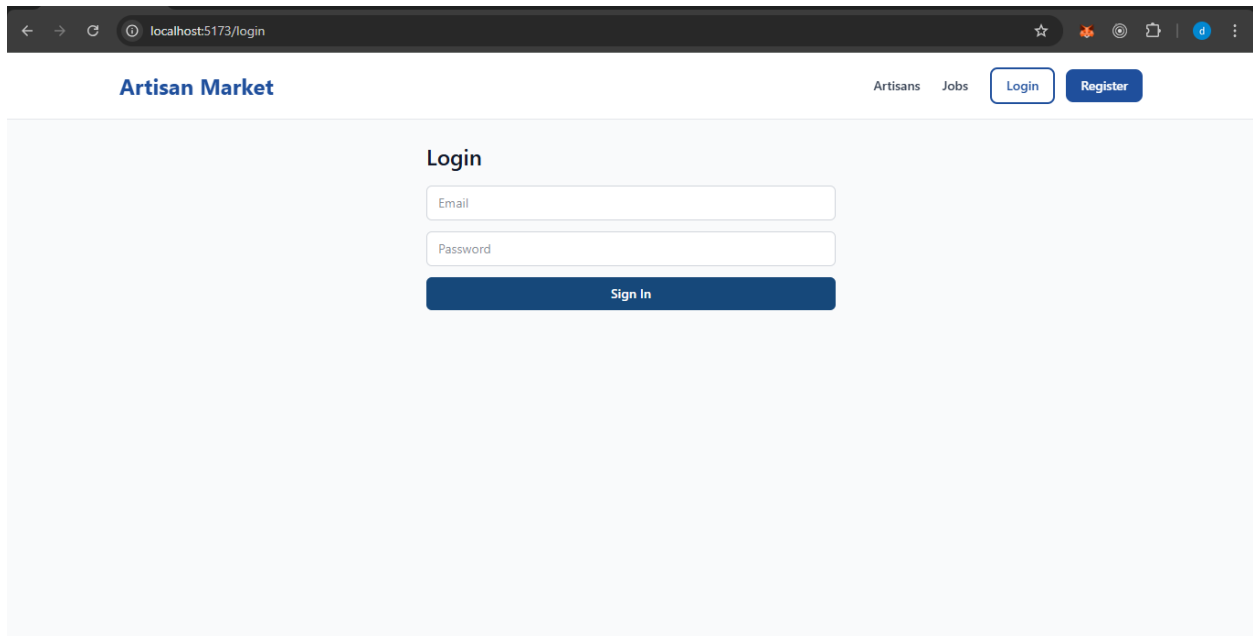 localhost:5173/login
d
Artisan Market
Artisans Jobs Login Register
Login
Email
Password
Sign In